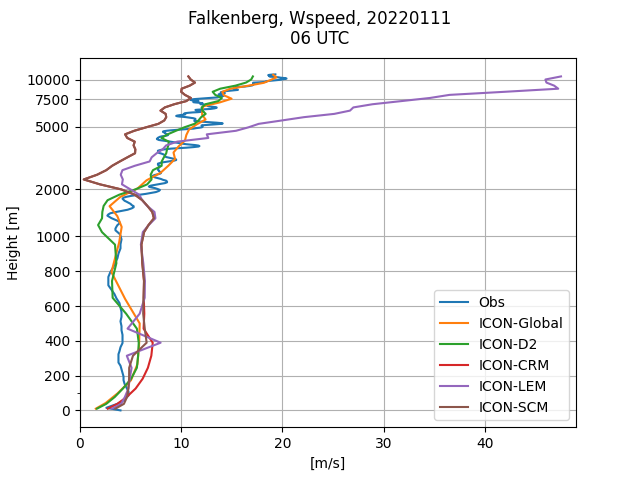 Falkenberg, Wspeed, 20220111
06 UTC
10000
7500
5000
2000
1000
800
600
400
200
0
Height [m]
0 10 20 30 40
[m/s]
Obs
ICON-Global
ICON-D2
ICON-CRM
ICON-LEM
ICON-SCM